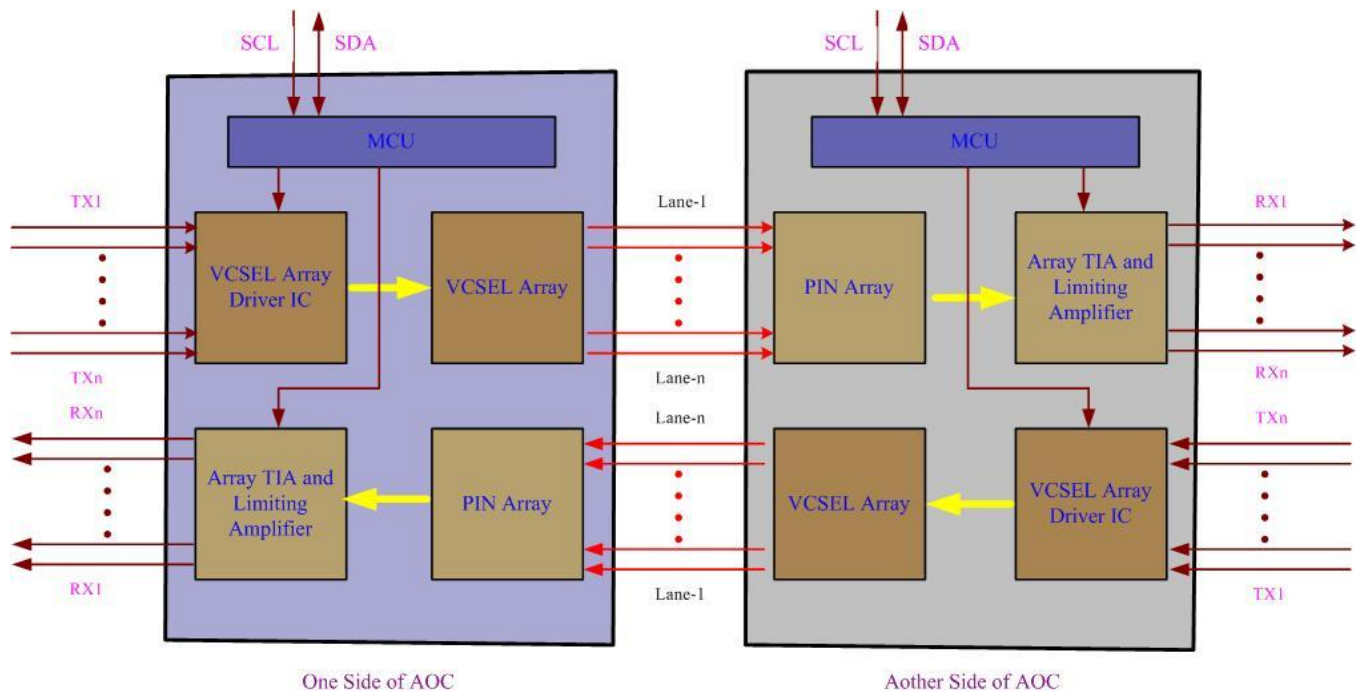 SCL SDA SCL SDA
MCU MCU
TX1 Lane-1 RX1
VCSEL Array
Driver IC
VCSEL Array
PIN Array
Array TIA and
Limiting
Amplifier
TXn Lane-n RXn
RXn Lane-n TXn
Array TIA and
Limiting
Amplifier
PIN Array
VCSEL Array
VCSEL Array
Driver IC
RX1 Lane-1 TX1
One Side of AOC Aother Side of AOC